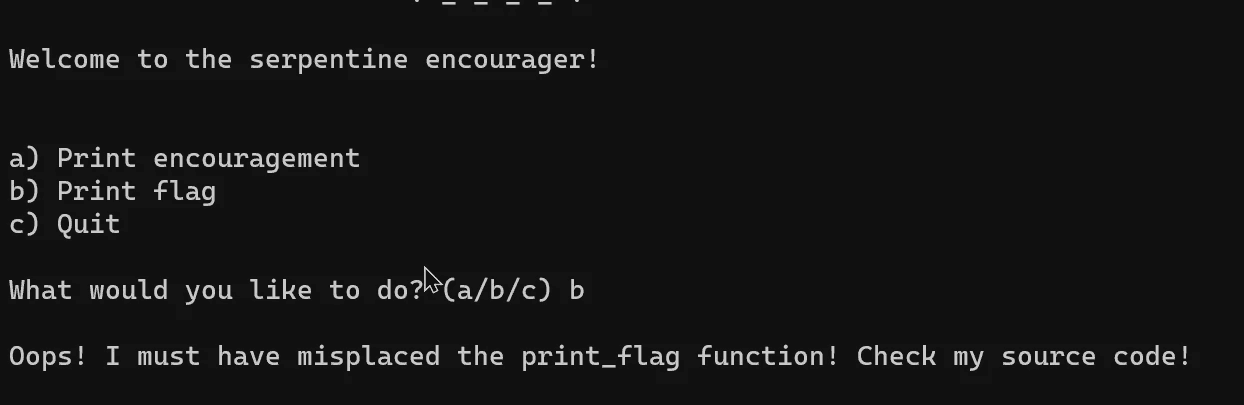 Welcome to the serpentine encourager!
a) Print encouragement
b) Print flag
c) Quit
What would you like to do? (a/b/c) b
Oops! I must have misplaced the print_flag function! Check my source code!